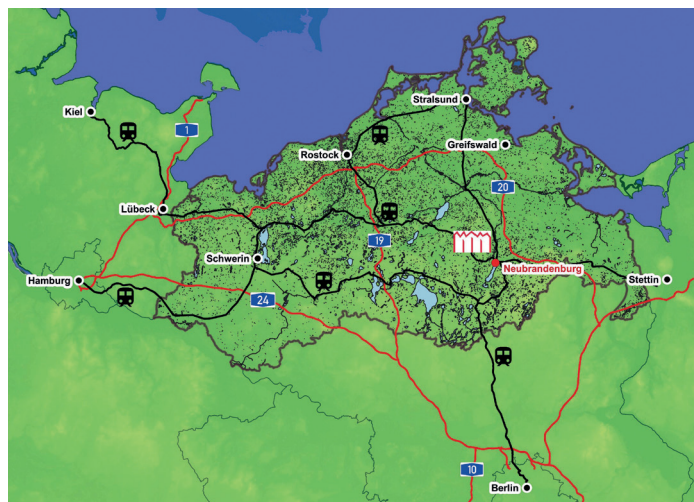 Stralsund
Kiel
1
Greifswald
Rostock
20
Lübeck
19
Schwerin
Neubrandenburg
Hamburg
Stettin
24
10
Berlin